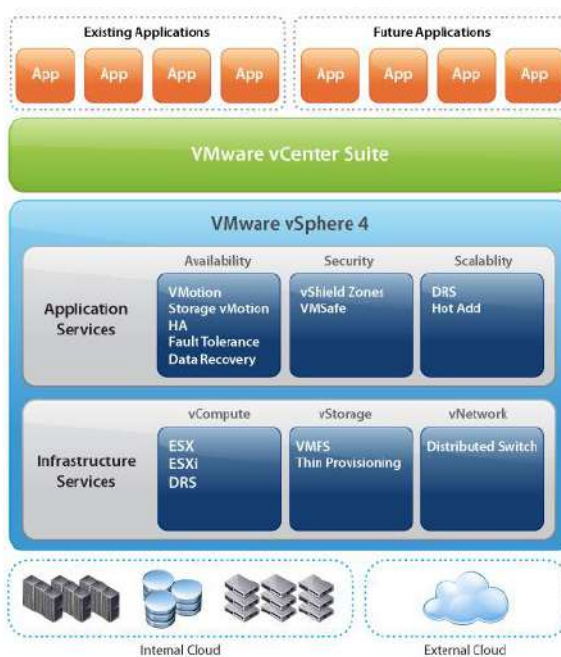 Existing Applications
Future Applications
App App App App
App App App App
VMware vCenter Suite
VMware vSphere 4
Application
Services
Availability
VMotion
Storage vMotion
HA
Fault Tolerance
Data Recovery
Security
vShield Zones
VMSafe
Scalablity
DRS
Hot Add
Infrastructure
Services
vCompute
ESX
ESXi
DRS
vStorage
VMFS
Thin Provisioning
vNetwork
Distributed Switch
Internal Cloud
External Cloud